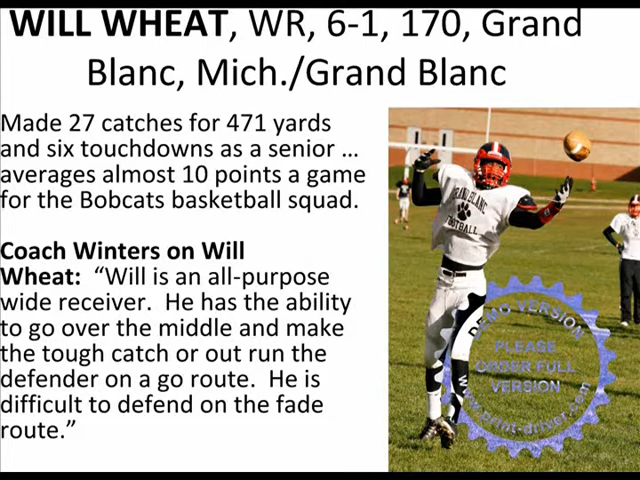 WILL WHEAT, WR, 6-1, 170, Grand
Blanc, Mich./Grand Blanc
Made 27 catches for 471 yards
and six touchdowns as a senior …
averages almost 10 points a game
for the Bobcats basketball squad.
Coach Winters on Will
Wheat:  “Will is an all-purpose
wide receiver.  He has the ability
to go over the middle and make
the tough catch or out run the
defender on a go route.  He is
difficult to defend on the fade
route.”
GRAND BLANC
FOOTBALL
DEMO VERSION
PLEASE
ORDER FULL
VERSION
www.print-driver.com